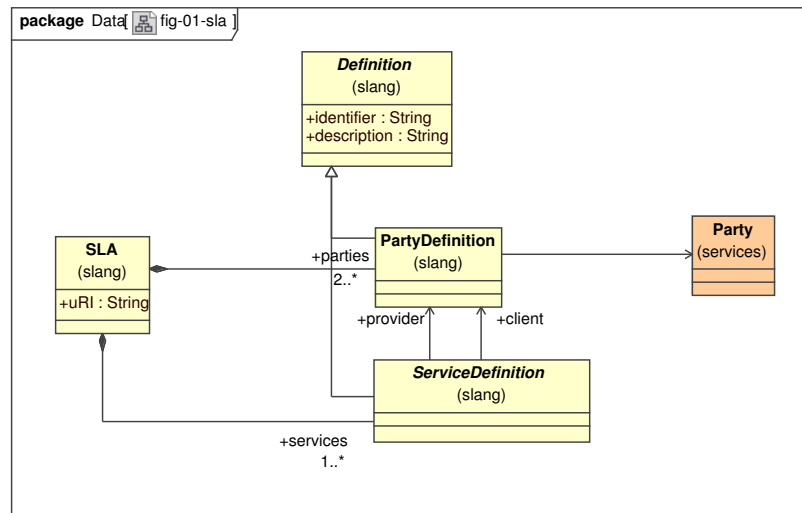 package Data[ fig-01-sla ]
Definition
(slang)
+identifier : String
+description : String
SLA
(slang)
+uRI : String
+parties
2..*
PartyDefinition
(slang)
Party
(services)
+provider
+client
ServiceDefinition
(slang)
+services
1..*